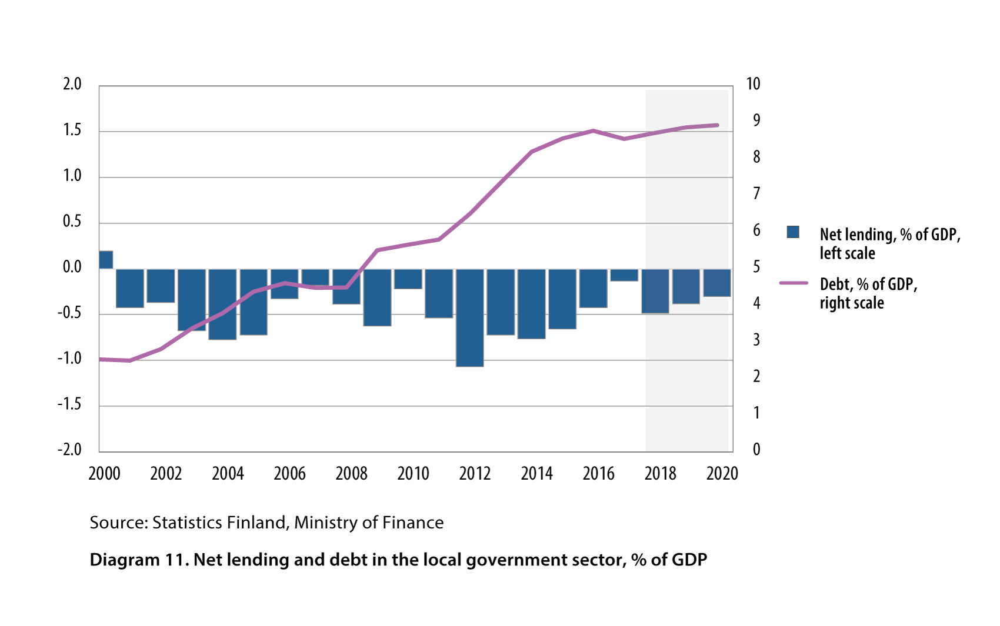 2.0
1.5
1.0
0.5
0.0
-0.5
-1.0
-1.5
-2.0
10
9
8
7
6
5
4
3
2
1
0
2000 2002 2004 2006 2008 2010 2012 2014 2016 2018 2020
Net lending, % of GDP,
left scale
Debt, % of GDP,
right scale
Source: Statistics Finland, Ministry of Finance
Diagram 11. Net lending and debt in the local government sector, % of GDP